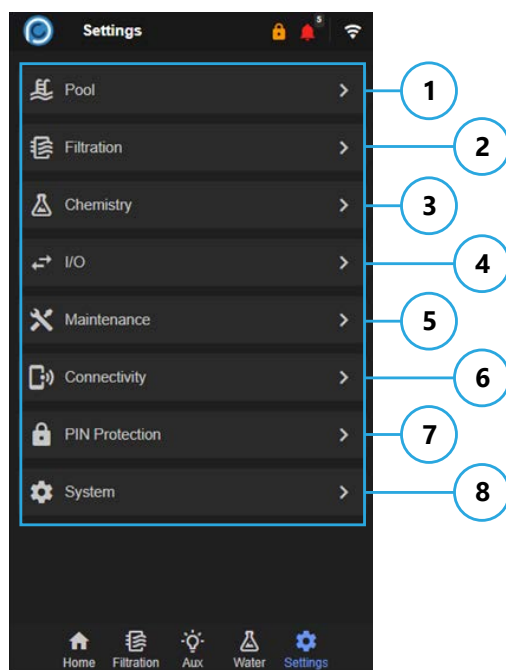 Settings
5
Pool
1
Filtration
2
Chemistry
3
I/O
4
Maintenance
5
Connectivity
6
PIN Protection
7
System
8
Home Filtration Aux Water Settings